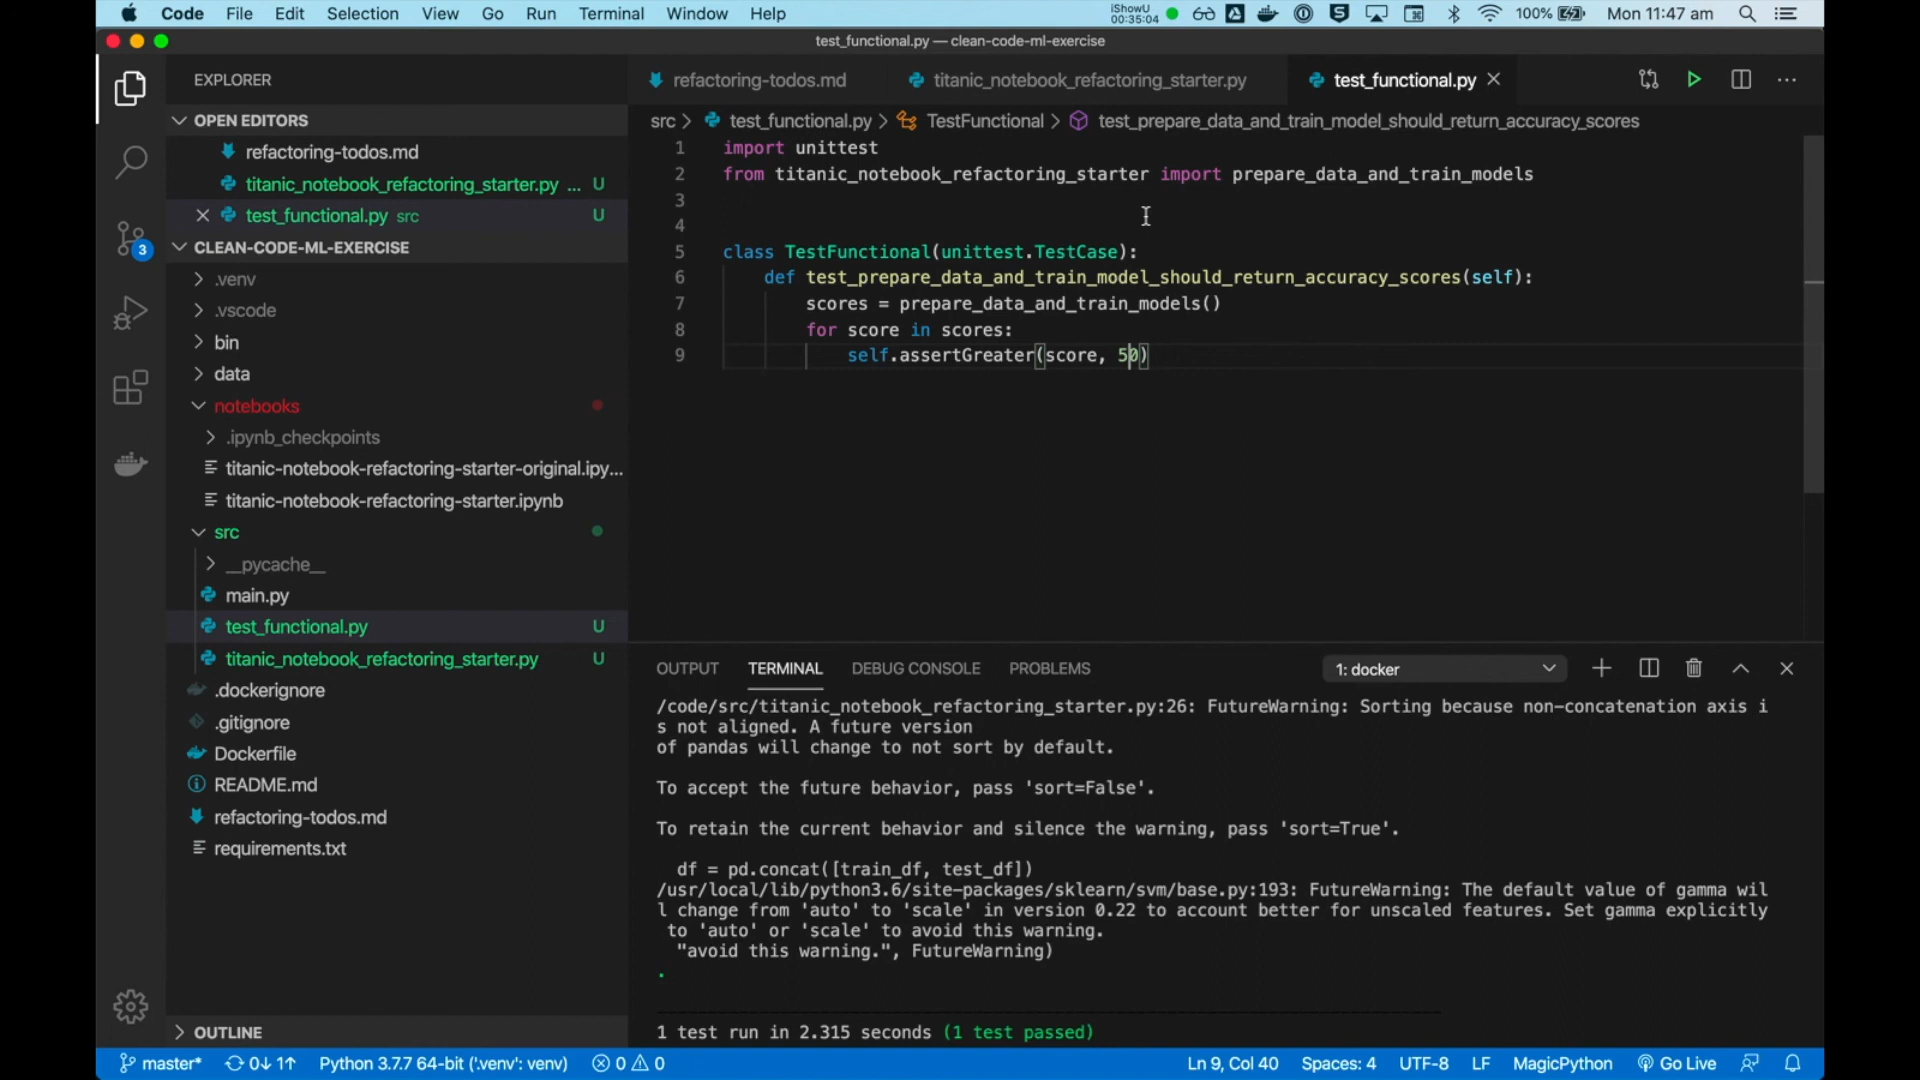 Code File Edit Selection View Go Run Terminal Window Help iShowU 00:35:04 100% Mon 11:47 am
test_functional.py — clean-code-ml-exercise
EXPLORER
OPEN EDITORS
refactoring-todos.md
titanic_notebook_refactoring_starter.py ... U
test_functional.py src U
CLEAN-CODE-ML-EXERCISE
.venv
.vscode
bin
data
notebooks
.ipynb_checkpoints
titanic-notebook-refactoring-starter-original.ipy...
titanic-notebook-refactoring-starter.ipynb
src
__pycache__
main.py
test_functional.py U
titanic_notebook_refactoring_starter.py U
.dockerignore
.gitignore
Dockerfile
README.md
refactoring-todos.md
requirements.txt
OUTLINE
3
refactoring-todos.md titanic_notebook_refactoring_starter.py test_functional.py
src > test_functional.py > TestFunctional > test_prepare_data_and_train_model_should_return_accuracy_scores
1 import unittest
2 from titanic_notebook_refactoring_starter import prepare_data_and_train_models
3
4
5 class TestFunctional(unittest.TestCase):
6 def test_prepare_data_and_train_model_should_return_accuracy_scores(self):
7 scores = prepare_data_and_train_models()
8 for score in scores:
9 self.assertGreater(score, 50)
OUTPUT TERMINAL DEBUG CONSOLE PROBLEMS 1: docker
/code/src/titanic_notebook_refactoring_starter.py:26: FutureWarning: Sorting because non-concatenation axis i
s not aligned. A future version
of pandas will change to not sort by default.
To accept the future behavior, pass 'sort=False'.
To retain the current behavior and silence the warning, pass 'sort=True'.
df = pd.concat([train_df, test_df])
/usr/local/lib/python3.6/site-packages/sklearn/svm/base.py:193: FutureWarning: The default value of gamma wil
l change from 'auto' to 'scale' in version 0.22 to account better for unscaled features. Set gamma explicitly
to 'auto' or 'scale' to avoid this warning.
"avoid this warning.", FutureWarning)
.
----------------------------------------------------------------------
1 test run in 2.315 seconds (1 test passed)
master* 0↓ 1↑ Python 3.7.7 64-bit ('.venv': venv) 0 0 Ln 9, Col 40 Spaces: 4 UTF-8 LF MagicPython Go Live